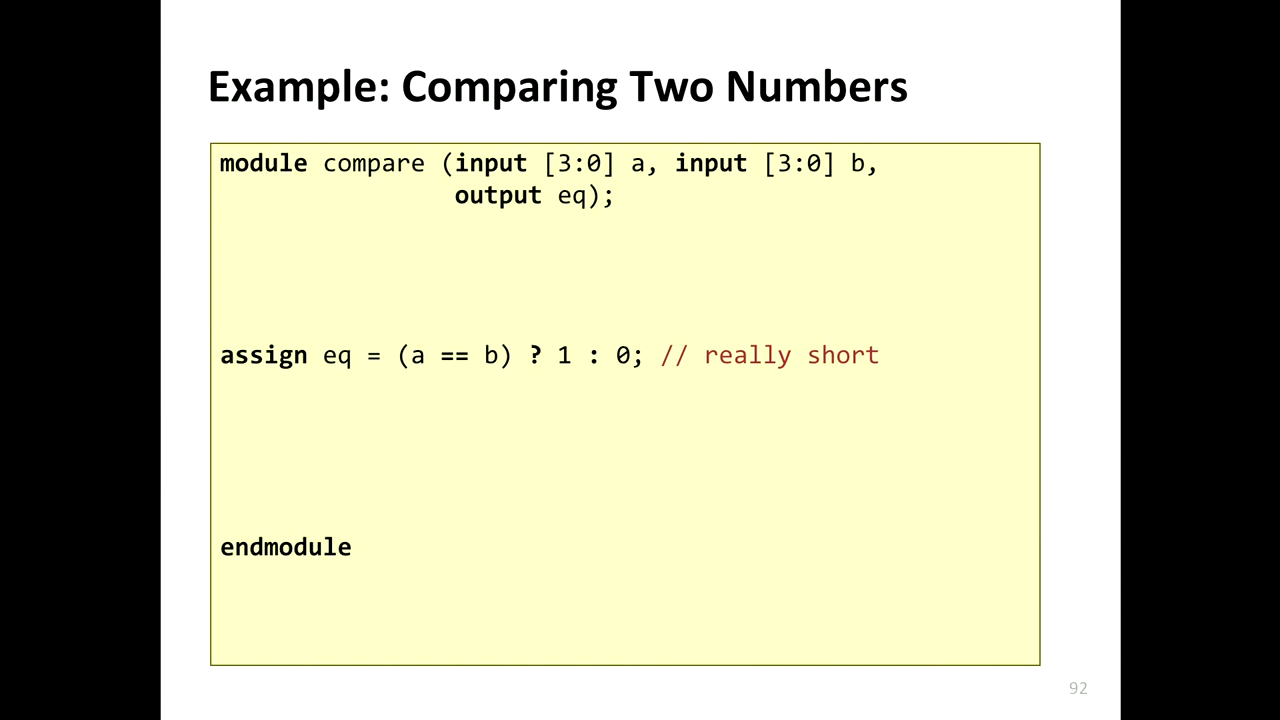 Example: Comparing Two Numbers
module compare (input [3:0] a, input [3:0] b,
output eq);
assign eq = (a == b) ? 1 : 0; // really short
endmodule
92